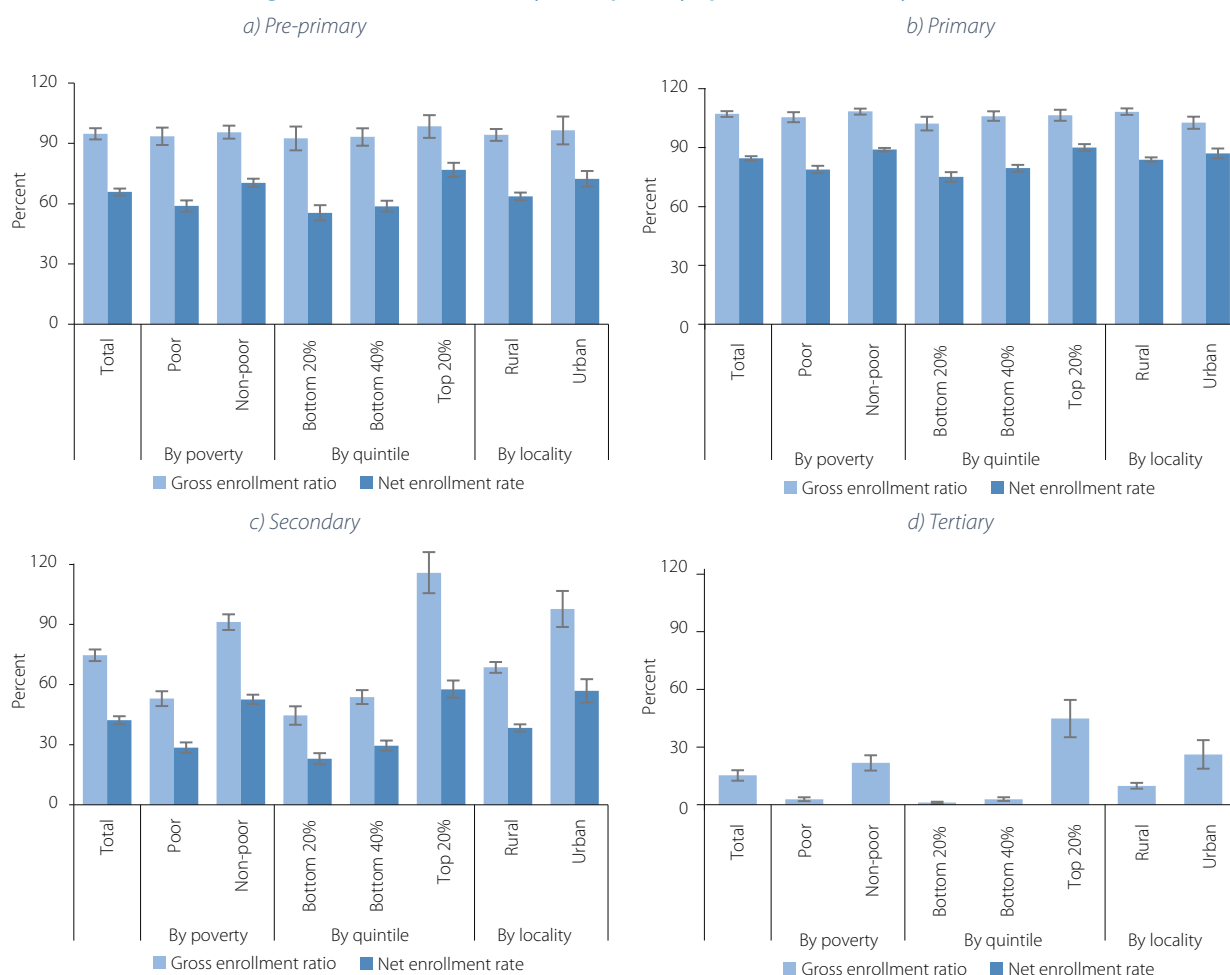 a) Pre-primary
120
90
60
30
0
Percent
Total
Poor
Non-poor
Bottom 20%
Bottom 40%
Top 20%
Rural
Urban
By poverty
By quintile
By locality
Gross enrollment ratio
Net enrollment rate
b) Primary
120
90
60
30
0
Percent
Total
Poor
Non-poor
Bottom 20%
Bottom 40%
Top 20%
Rural
Urban
By poverty
By quintile
By locality
Gross enrollment ratio
Net enrollment rate
c) Secondary
120
90
60
30
0
Percent
Total
Poor
Non-poor
Bottom 20%
Bottom 40%
Top 20%
Rural
Urban
By poverty
By quintile
By locality
Gross enrollment ratio
Net enrollment rate
d) Tertiary
120
90
60
30
0
Percent
Total
Poor
Non-poor
Bottom 20%
Bottom 40%
Top 20%
Rural
Urban
By poverty
By quintile
By locality
Gross enrollment ratio
Net enrollment rate